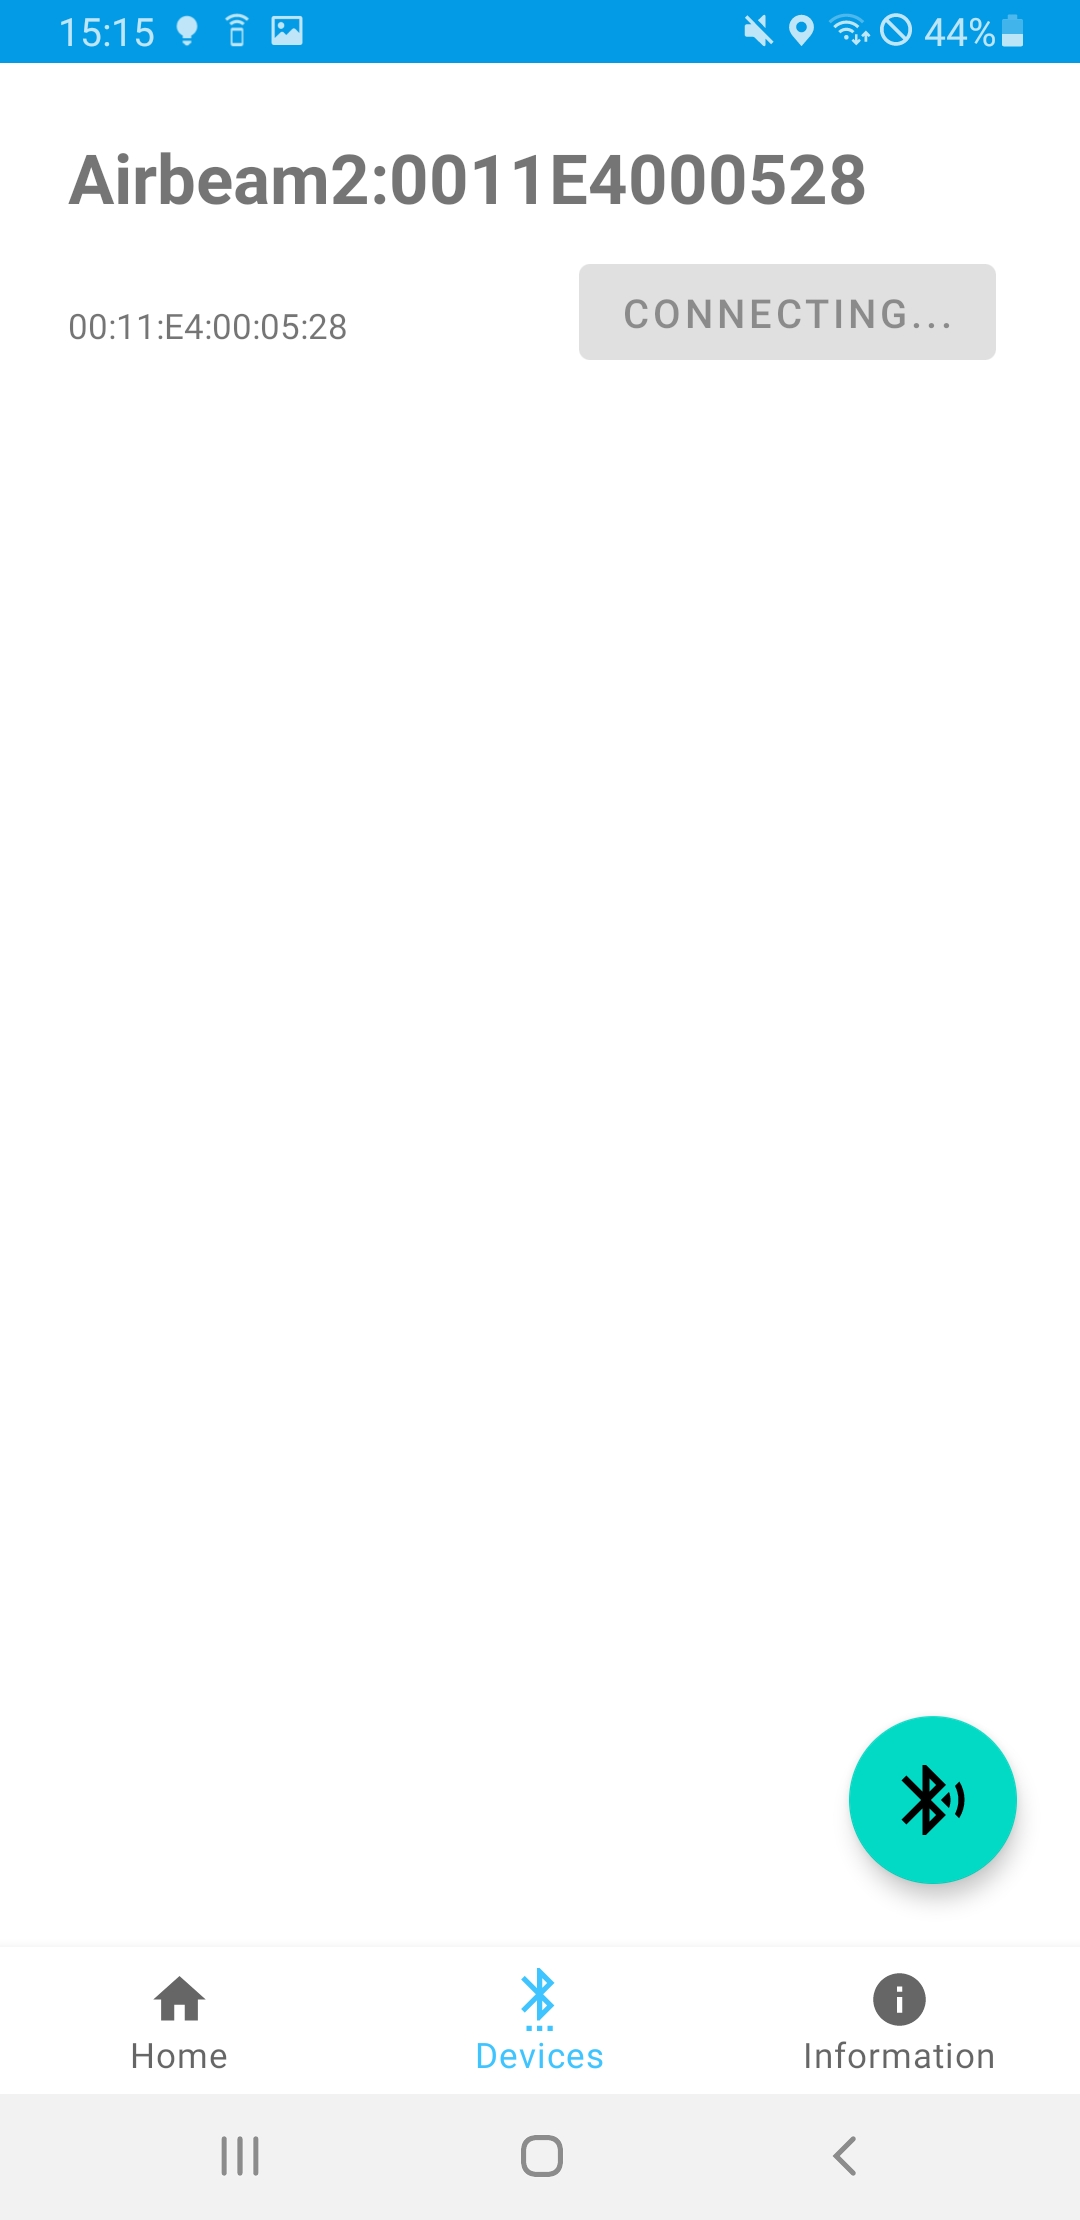 15:15
44%
Airbeam2:0011E4000528
00:11:E4:00:05:28
CONNECTING...
Home
Devices
Information